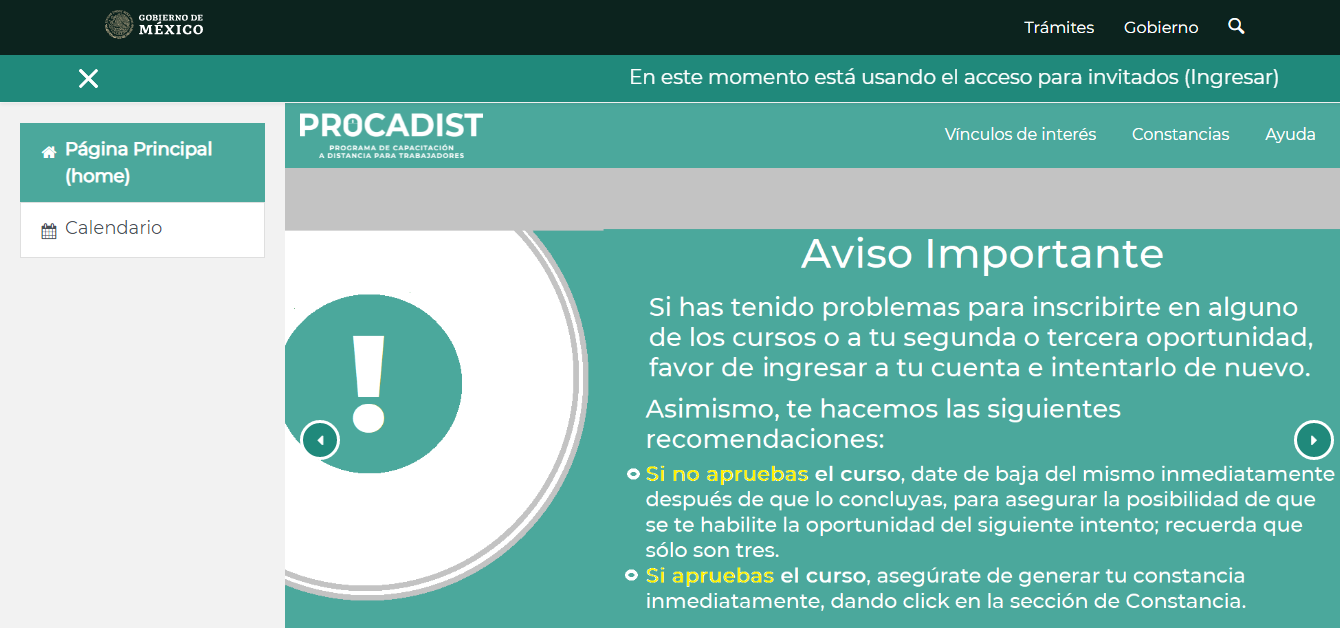 GOBIERNO DE
MÉXICO
Trámites
Gobierno
En este momento está usando el acceso para invitados (Ingresar)
Página Principal
(home)
Calendario
PROCADIST
PROGRAMA DE CAPACITACIÓN
A DISTANCIA PARA TRABAJADORES
Vínculos de interés
Constancias
Ayuda
Aviso Importante
Si has tenido problemas para inscribirte en alguno
de los cursos o a tu segunda o tercera oportunidad,
favor de ingresar a tu cuenta e intentarlo de nuevo.
Asimismo, te hacemos las siguientes
recomendaciones:
Si no apruebas el curso, date de baja del mismo inmediatamente
después de que lo concluyas, para asegurar la posibilidad de que
se te habilite la oportunidad del siguiente intento; recuerda que
sólo son tres.
Si apruebas el curso, asegúrate de generar tu constancia
inmediatamente, dando click en la sección de Constancia.